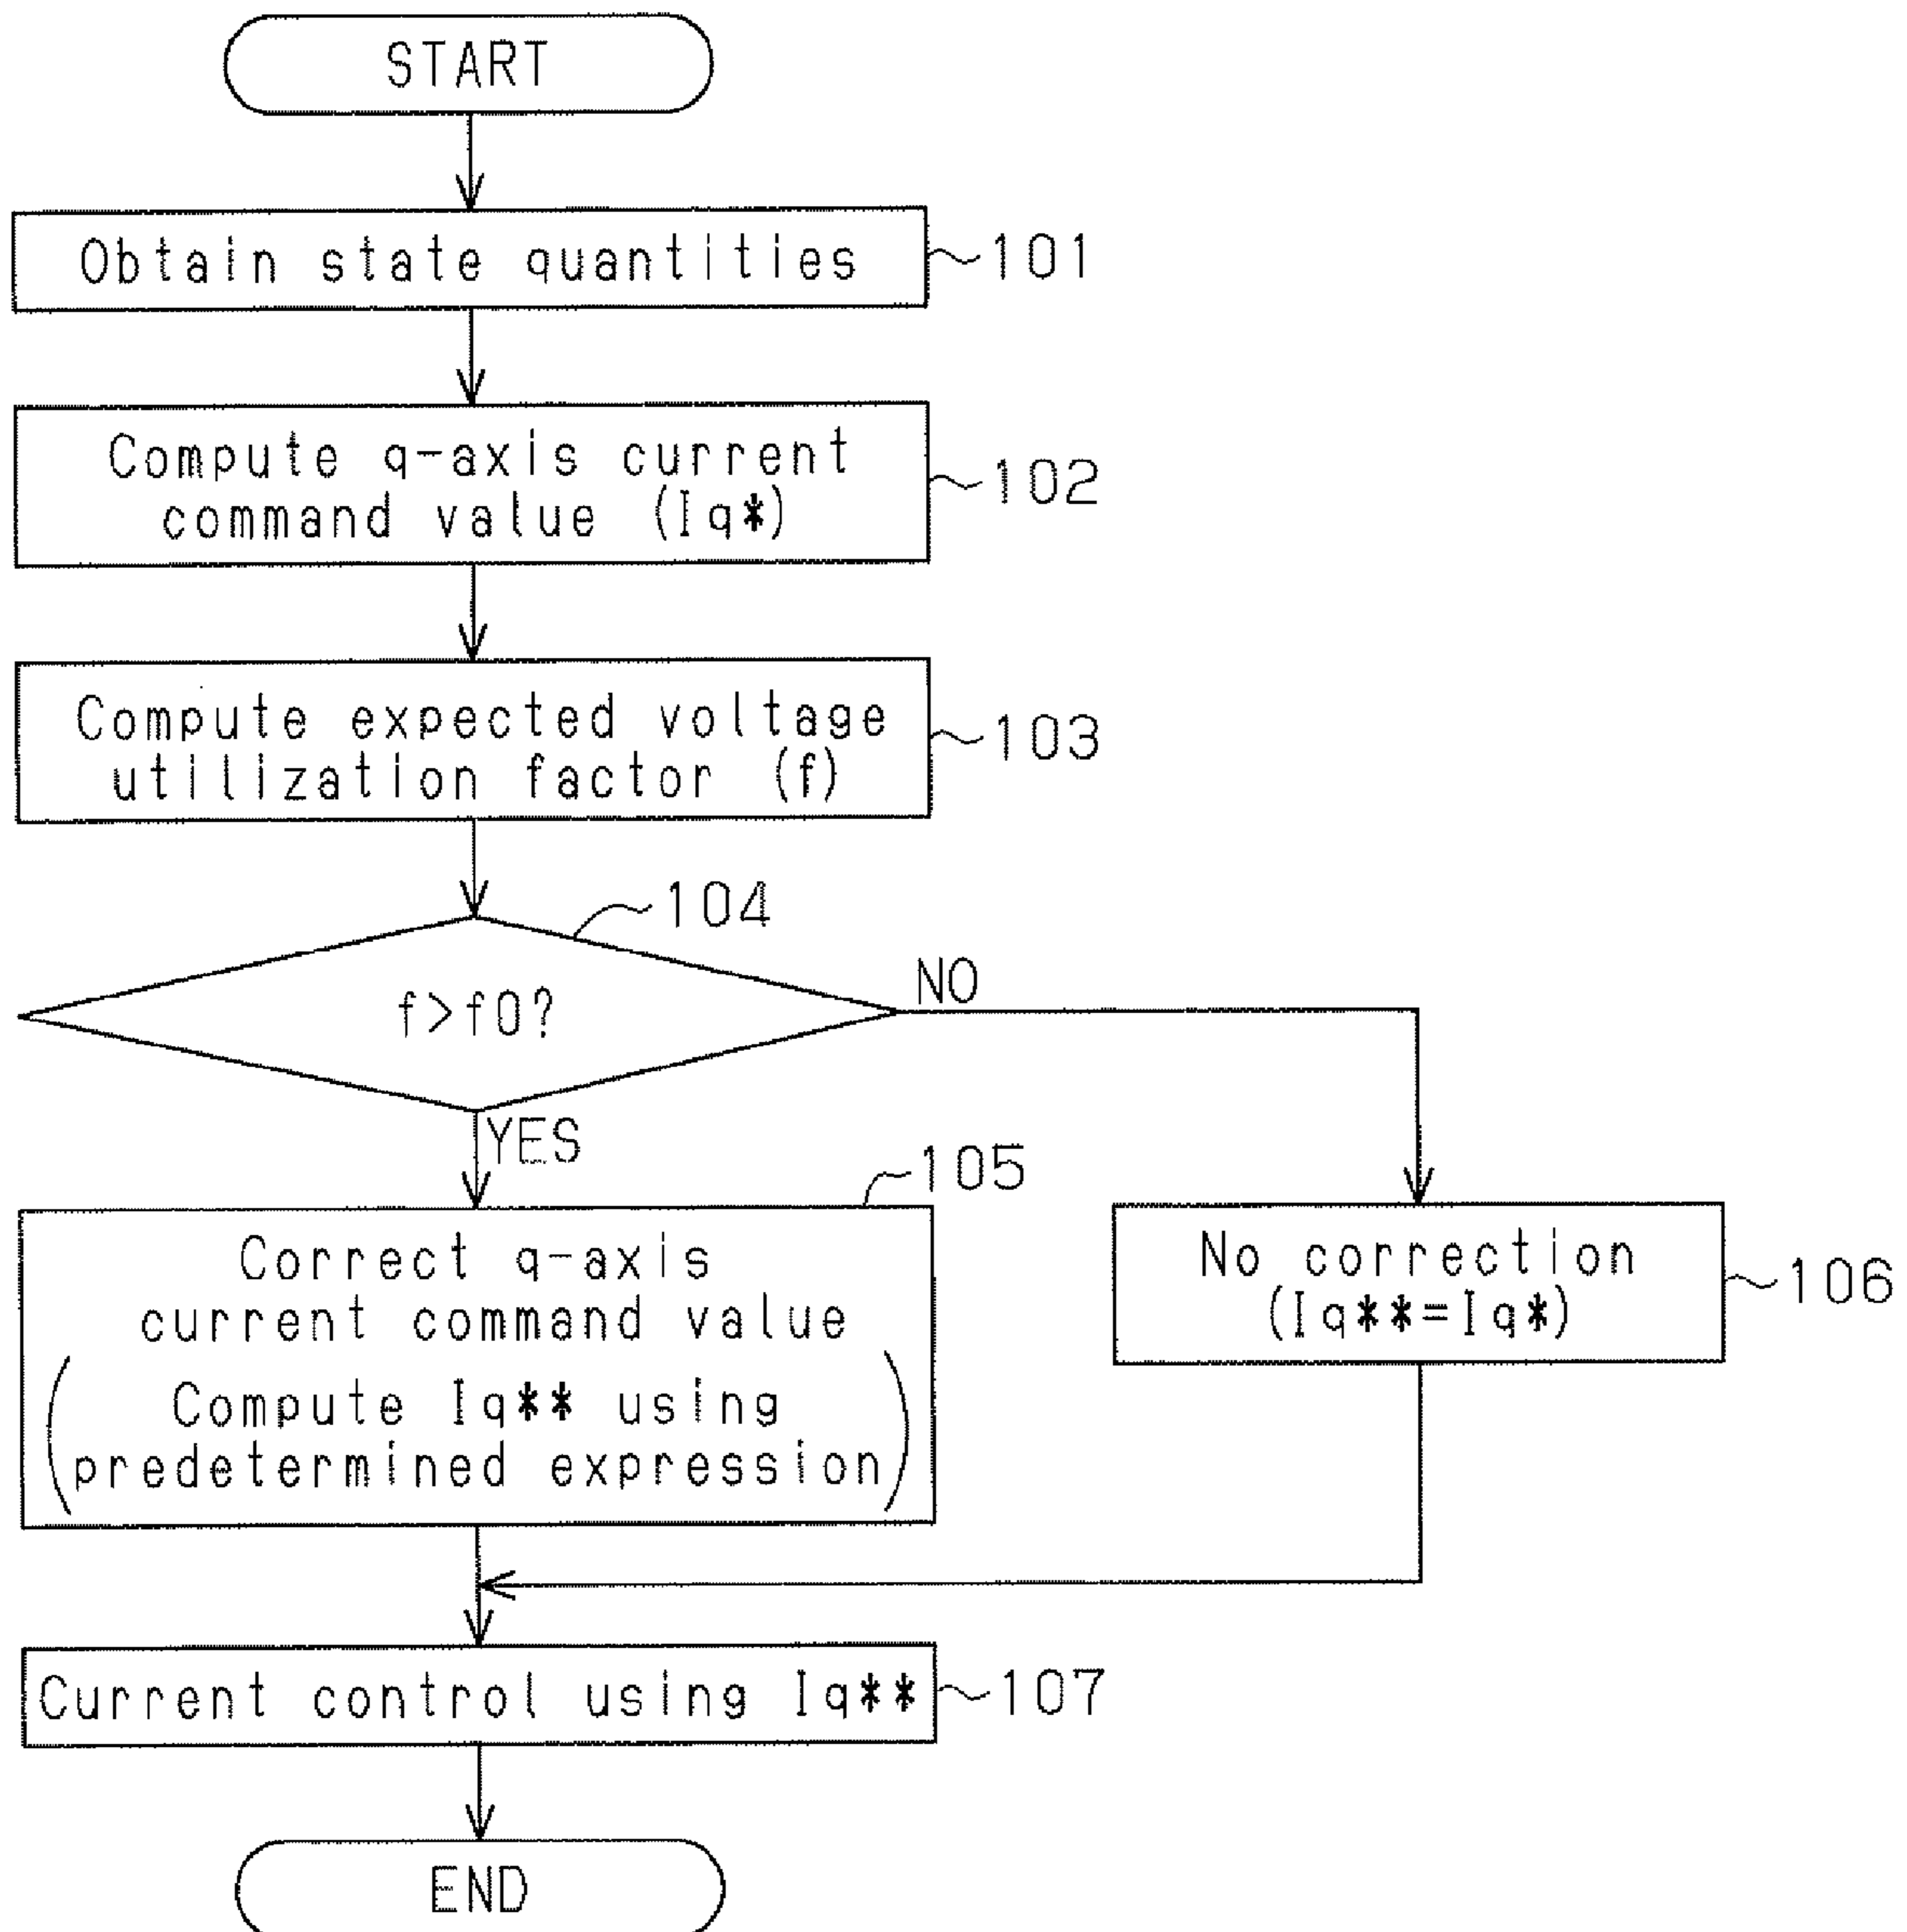 START
Obtain state quantities
101
Compute q-axis current
command value (Iq*)
102
Compute expected voltage
utilization factor (f)
103
104
f>f0?
NO
YES
105
Correct q-axis
current command value
(Compute Iq** using
predetermined expression)
No correction
(Iq**=Iq*)
106
Current control using Iq**
107
END